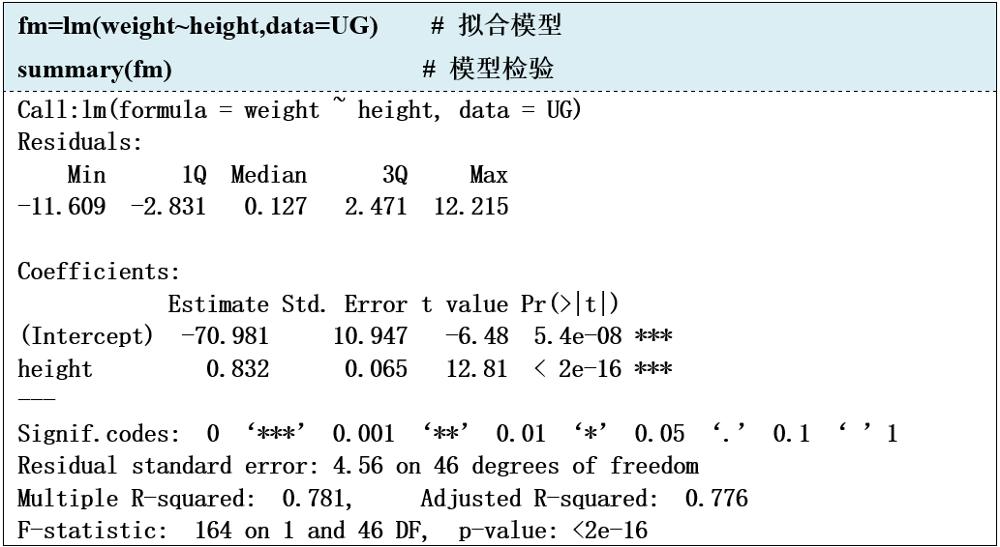 fm=lm(weight~height,data=UG) # 拟合模型
summary(fm) # 模型检验
Call:lm(formula = weight ~ height, data = UG)
Residuals:
Min 1Q Median 3Q Max
-11.609 -2.831 0.127 2.471 12.215
Coefficients:
Estimate Std. Error t value Pr(>|t|)
(Intercept) -70.981 10.947 -6.48 5.4e-08 ***
height 0.832 0.065 12.81 < 2e-16 ***
---
Signif.codes: 0 ‘***’ 0.001 ‘**’ 0.01 ‘*’ 0.05 ‘.’ 0.1 ‘ ’ 1
Residual standard error: 4.56 on 46 degrees of freedom
Multiple R-squared: 0.781, Adjusted R-squared: 0.776
F-statistic: 164 on 1 and 46 DF, p-value: <2e-16